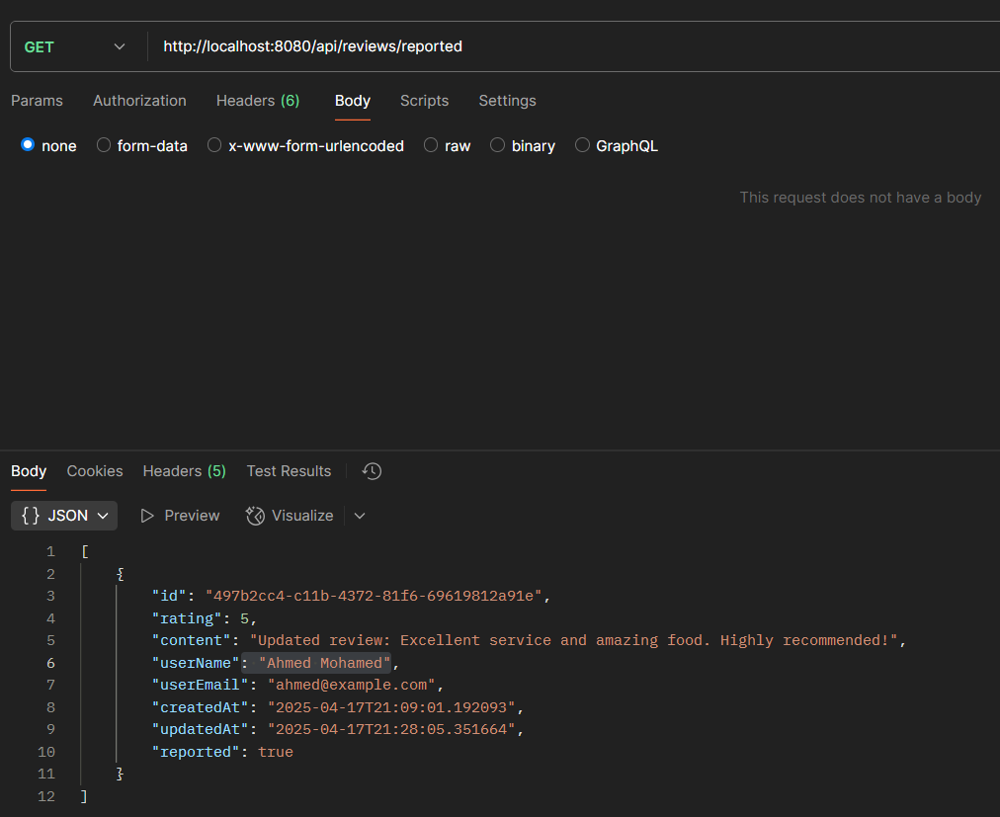 GET http://localhost:8080/api/reviews/reported
Params Authorization Headers (6) Body Scripts Settings
none form-data x-www-form-urlencoded raw binary GraphQL
This request does not have a body
Body Cookies Headers (5) Test Results
{} JSON Preview Visualize
1 [
2 {
3 "id": "497b2cc4-c11b-4372-81f6-69619812a91e",
4 "rating": 5,
5 "content": "Updated review: Excellent service and amazing food. Highly recommended!",
6 "userName": "Ahmed Mohamed",
7 "userEmail": "ahmed@example.com",
8 "createdAt": "2025-04-17T21:09:01.192093",
9 "updatedAt": "2025-04-17T21:28:05.351664",
10 "reported": true
11 }
12 ]